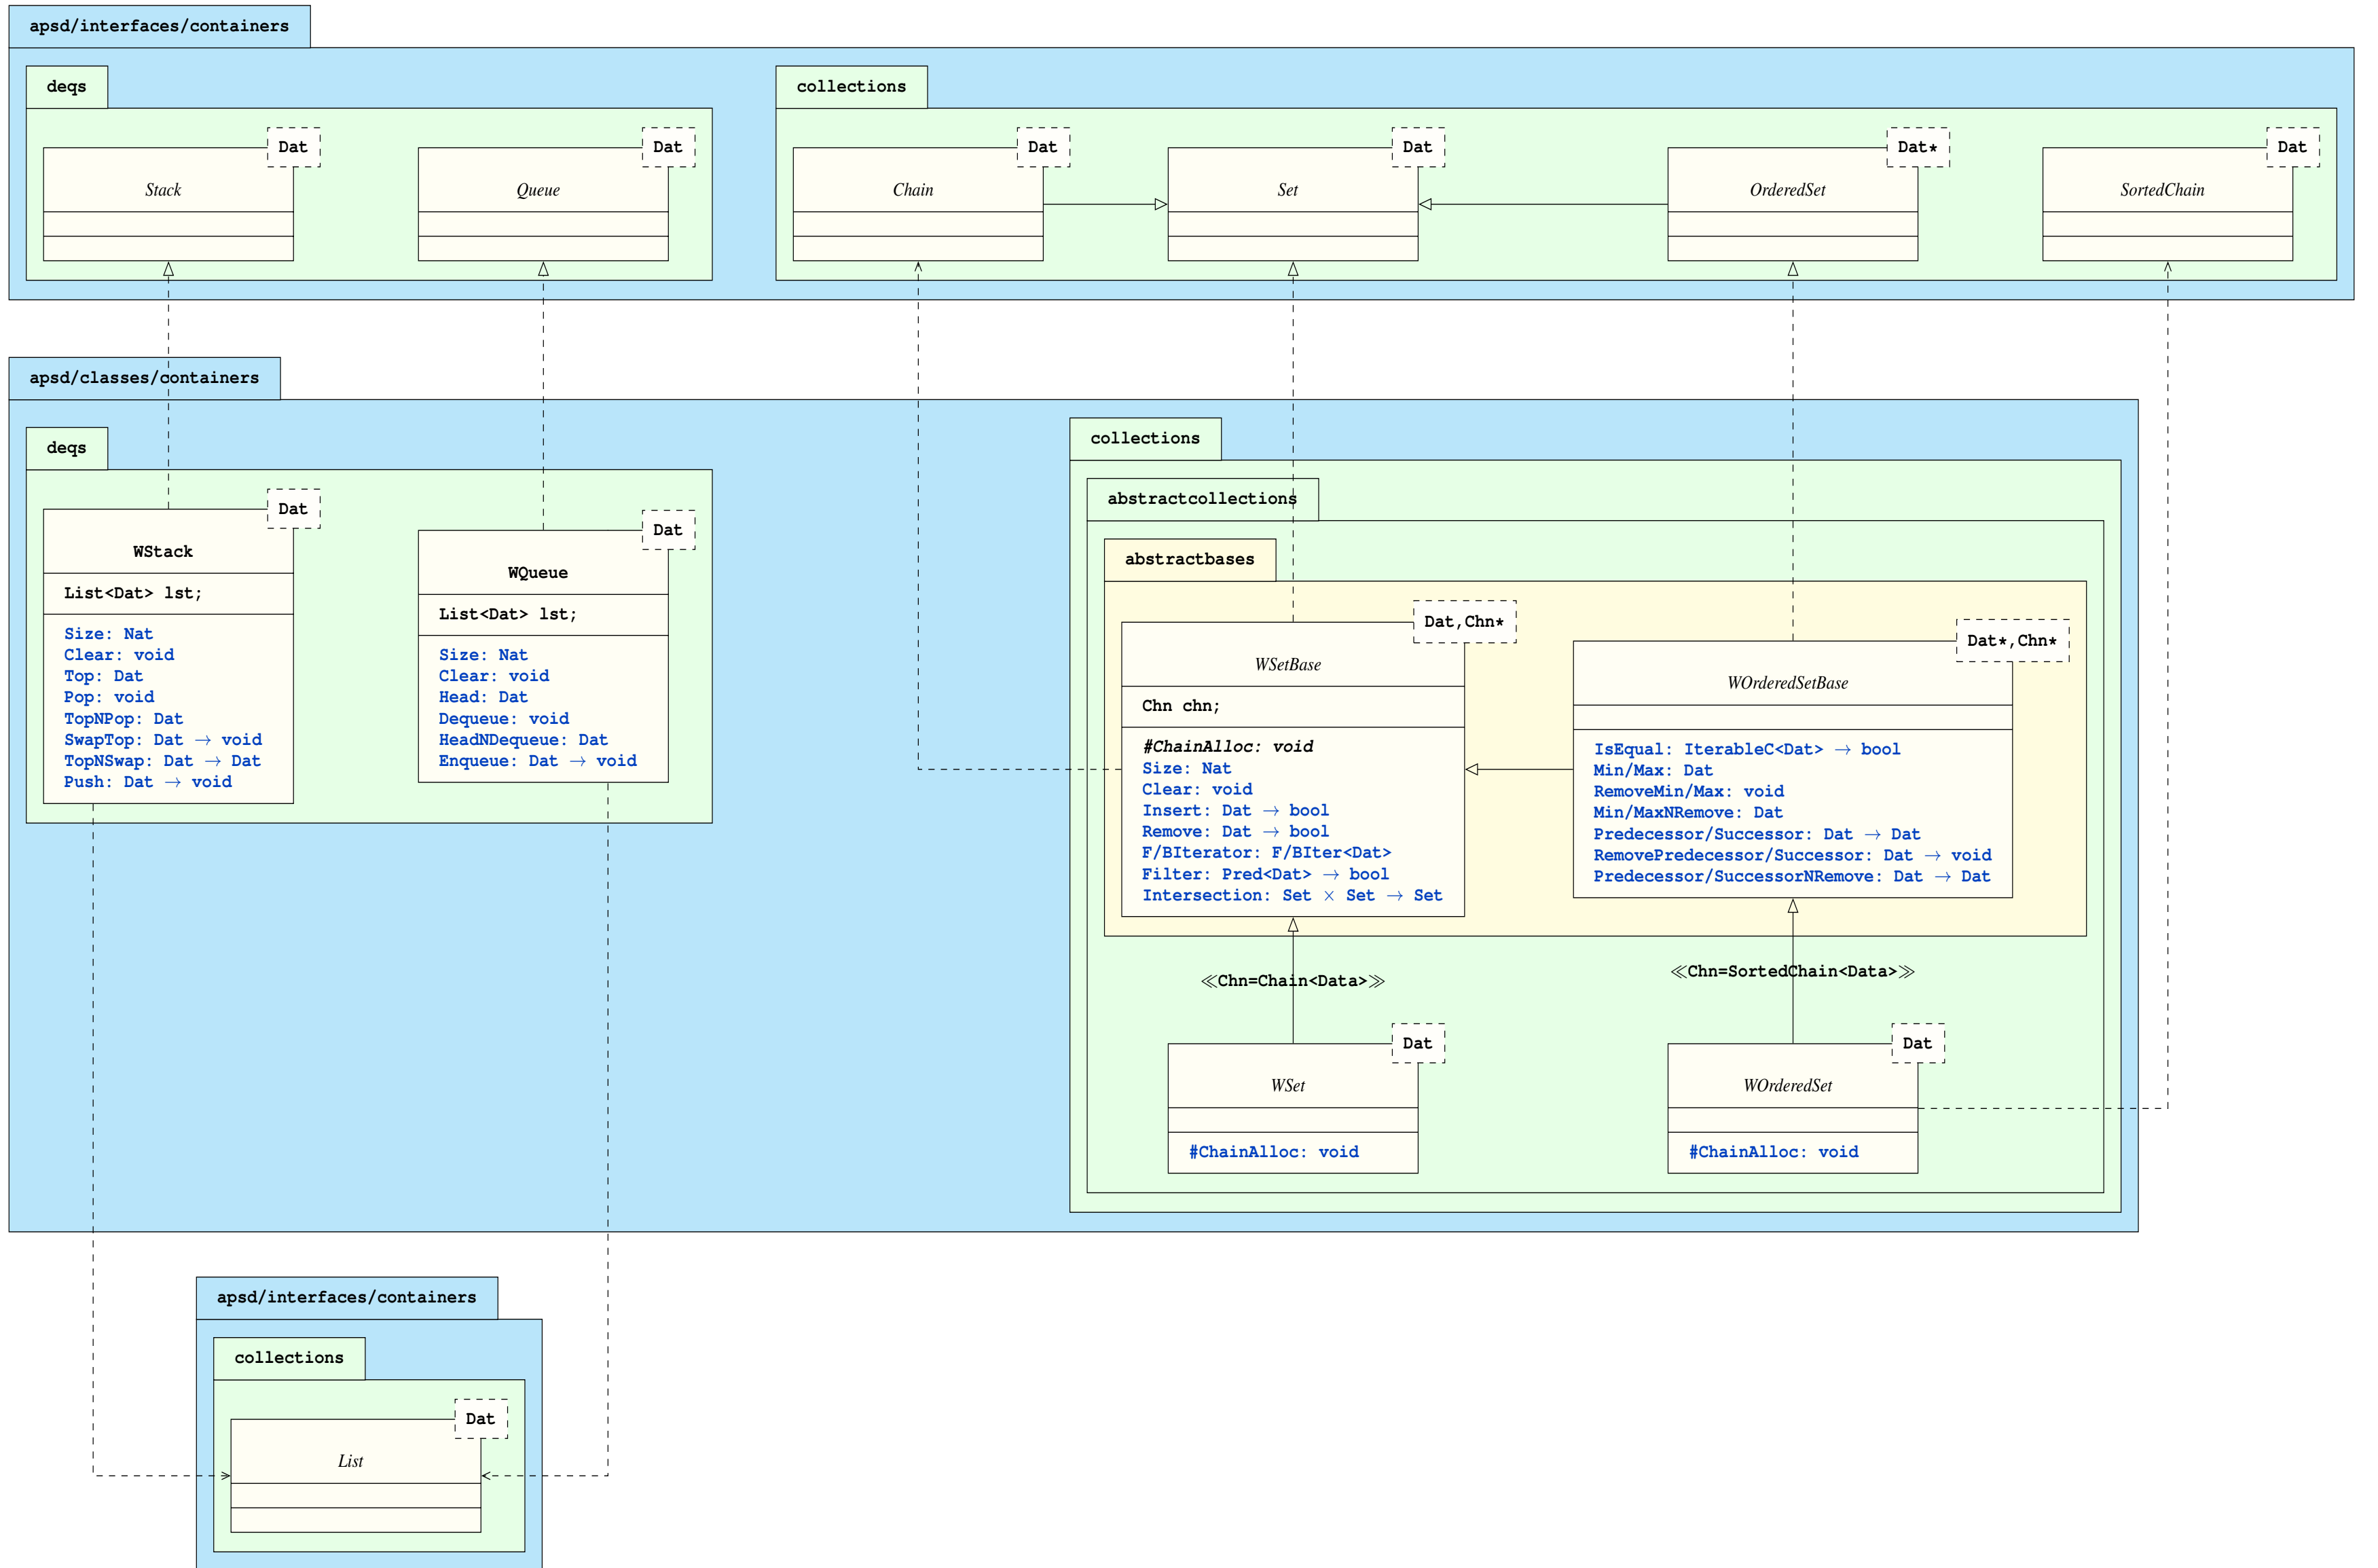 apsd/interfaces/containers
deqs
collections
Dat
Stack
Dat
Queue
Dat
Chain
Dat
Set
Dat*
OrderedSet
Dat
SortedChain
apsd/classes/containers
deqs
Dat
WStack
List<Dat> lst;
Size: Nat
Clear: void
Top: Dat
Pop: void
TopNPop: Dat
SwapTop: Dat → void
TopNSwap: Dat → Dat
Push: Dat → void
Dat
WQueue
List<Dat> lst;
Size: Nat
Clear: void
Head: Dat
Dequeue: void
HeadNDequeue: Dat
Enqueue: Dat → void
collections
abstractcollections
abstractbases
Dat,Chn*
WSetBase
Chn chn;
#ChainAlloc: void
Size: Nat
Clear: void
Insert: Dat → bool
Remove: Dat → bool
F/BIterator: F/BIter<Dat>
Filter: Pred<Dat> → bool
Intersection: Set × Set → Set
Dat*,Chn*
WOrderedSetBase
IsEqual: IterableC<Dat> → bool
Min/Max: Dat
RemoveMin/Max: void
Min/MaxNRemove: Dat
Predecessor/Successor: Dat → Dat
RemovePredecessor/Successor: Dat → void
Predecessor/SuccessorNRemove: Dat → Dat
≪Chn=Chain<Data>≫
≪Chn=SortedChain<Data>≫
Dat
WSet
#ChainAlloc: void
Dat
WOrderedSet
#ChainAlloc: void
apsd/interfaces/containers
collections
Dat
List